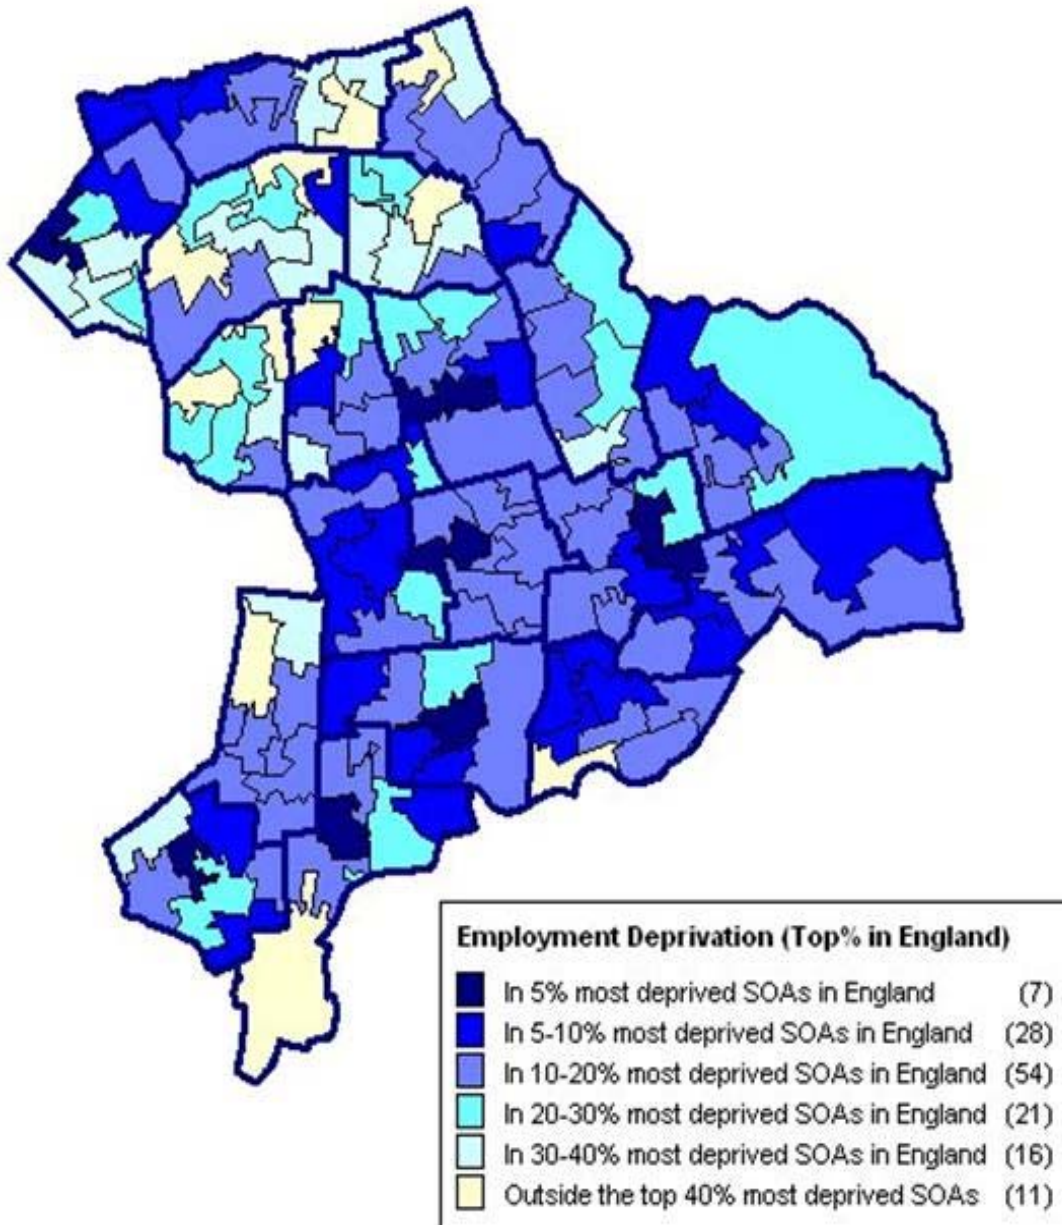 Employment Deprivation (Top% in England)
In 5% most deprived SOAs in England (7)
In 5-10% most deprived SOAs in England (28)
In 10-20% most deprived SOAs in England (54)
In 20-30% most deprived SOAs in England (21)
In 30-40% most deprived SOAs in England (16)
Outside the top 40% most deprived SOAs (11)